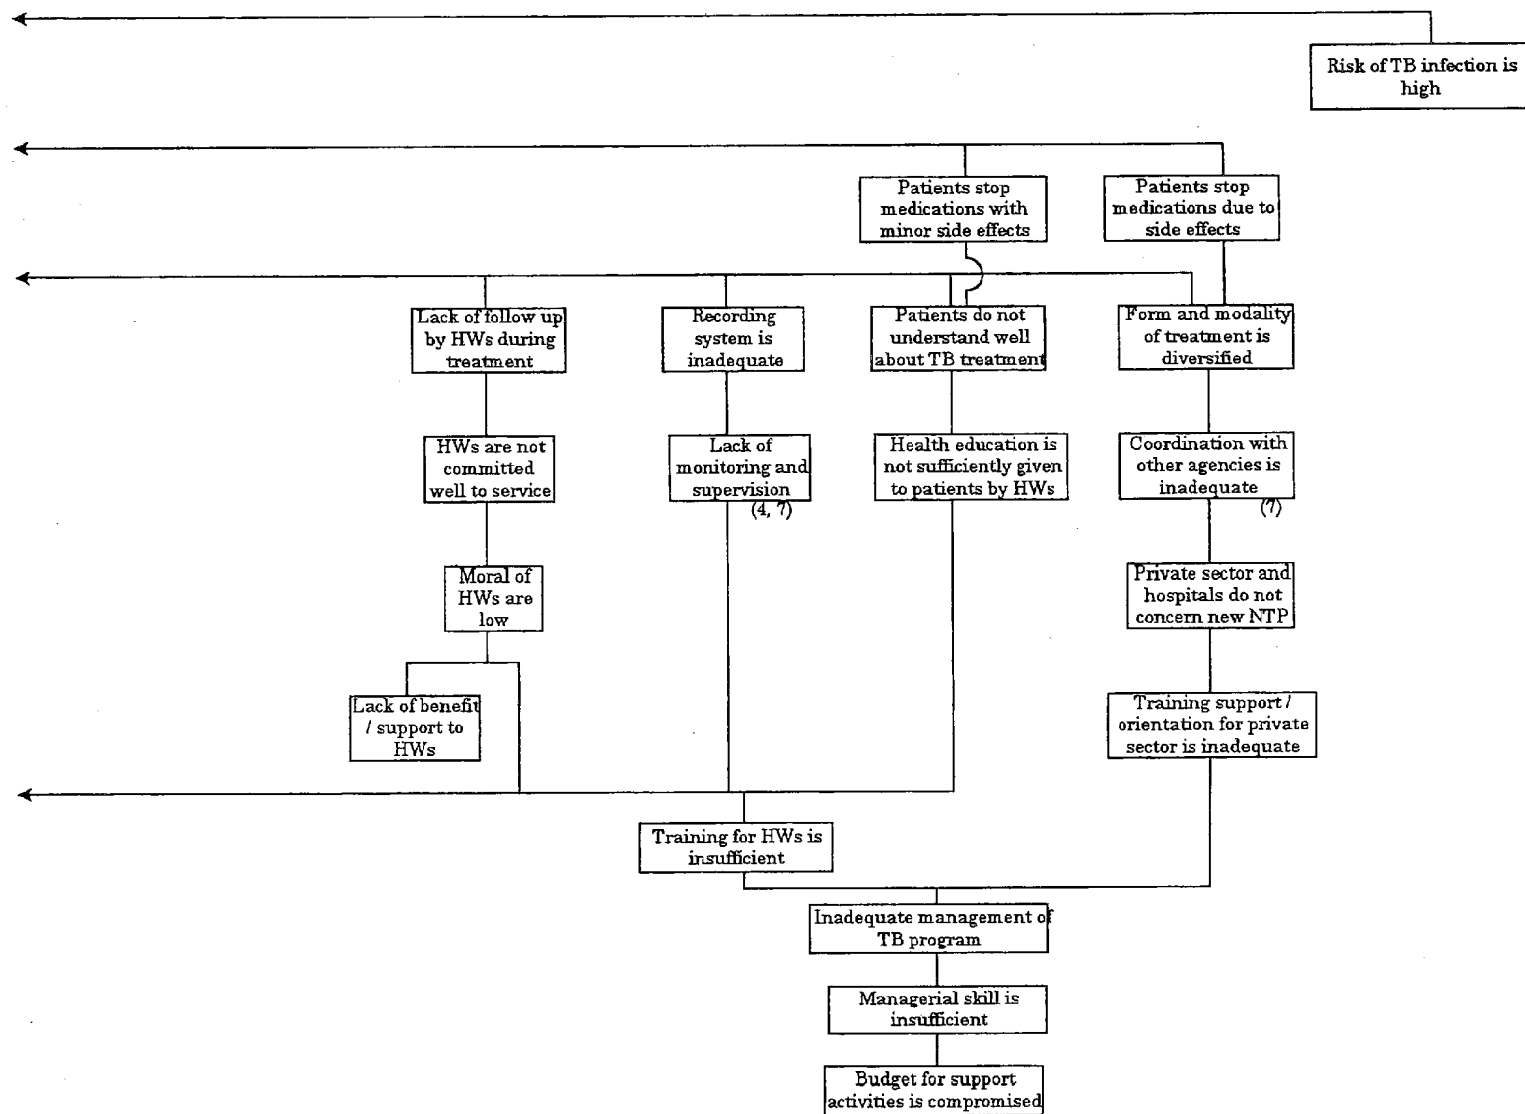 Risk of TB infection is
high
Patients stop
medications with
minor side effects
Patients stop
medications due to
side effects
Lack of follow up
by HWs during
treatment
Recording
system is
inadequate
Patients do not
understand well
about TB treatment
Form and modality
of treatment is
diversified
HWs are not
committed
well to service
Lack of
monitoring and
supervision
(4, 7)
Health education is
not sufficiently given
to patients by HWs
Coordination with
other agencies is
inadequate
(7)
Moral of
HWs are
low
Private sector and
hospitals do not
concern new NTP
Lack of benefit
/ support to
HWs
Training support /
orientation for private
sector is inadequate
Training for HWs is
insufficient
Inadequate management of
TB program
Managerial skill is
insufficient
Budget for support
activities is compromised